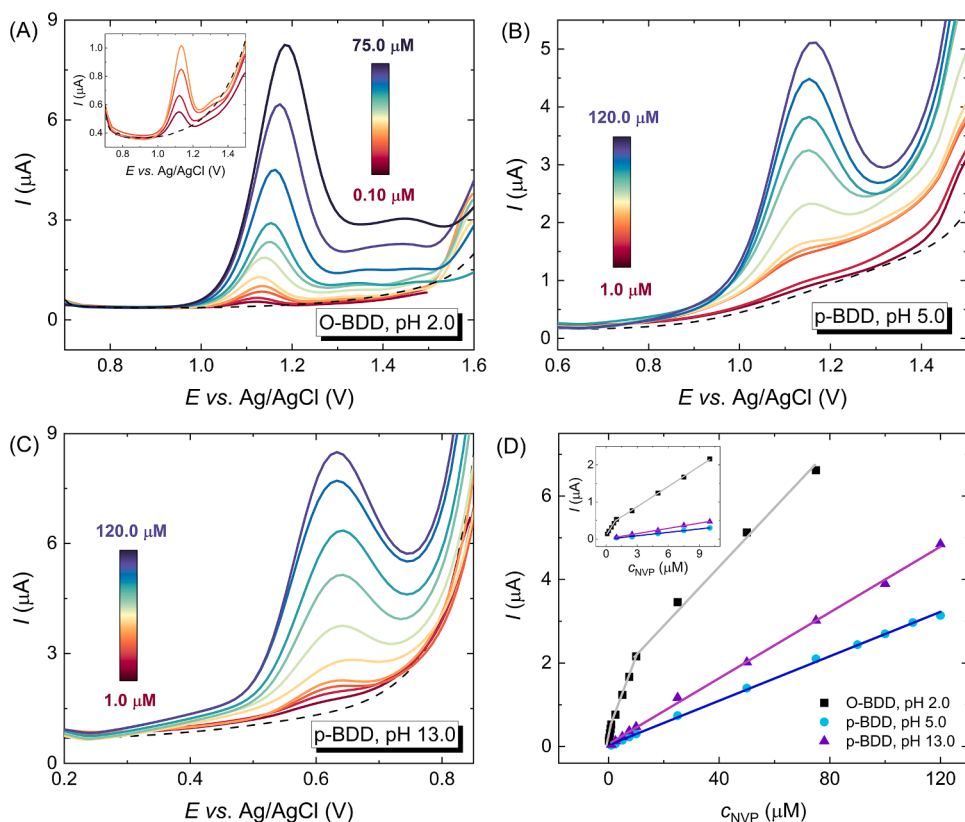 (A)
9
6
3
0
I (µA)
0.8
1.0
1.2
1.4
1.6
E vs. Ag/AgCl (V)
1.0
0.8
0.6
0.4
I (µA)
0.8 1.0 1.2 1.4
E vs. Ag/AgCl (V)
75.0 µM
0.10 µM
O-BDD, pH 2.0
(B)
5
4
3
2
1
0
I (µA)
0.6
0.8
1.0
1.2
1.4
E vs. Ag/AgCl (V)
120.0 µM
1.0 µM
p-BDD, pH 5.0
(C)
9
6
3
0
I (µA)
0.2
0.4
0.6
0.8
E vs. Ag/AgCl (V)
120.0 µM
1.0 µM
p-BDD, pH 13.0
(D)
6
4
2
0
I (µA)
0
40
80
120
cNVP (µM)
2
1
0
I (µA)
0 3 6 9
cNVP (µM)
O-BDD, pH 2.0
p-BDD, pH 5.0
p-BDD, pH 13.0